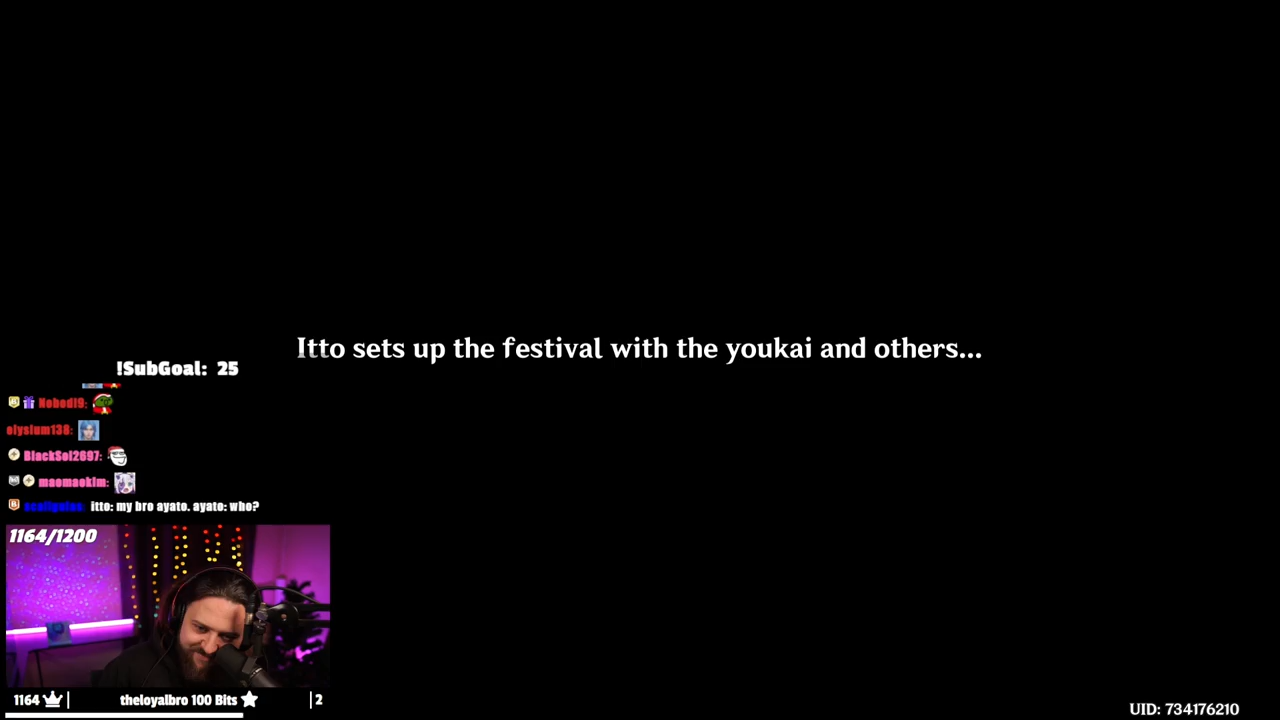 Itto sets up the festival with the youkai and others...
!SubGoal: 25
Nobodi9:
elysium138:
BlackSol2697:
maomaokim:
itto: my bro ayato. ayato: who?
1164/1200
1164
theloyalbro 100 Bits
2
UID: 734176210